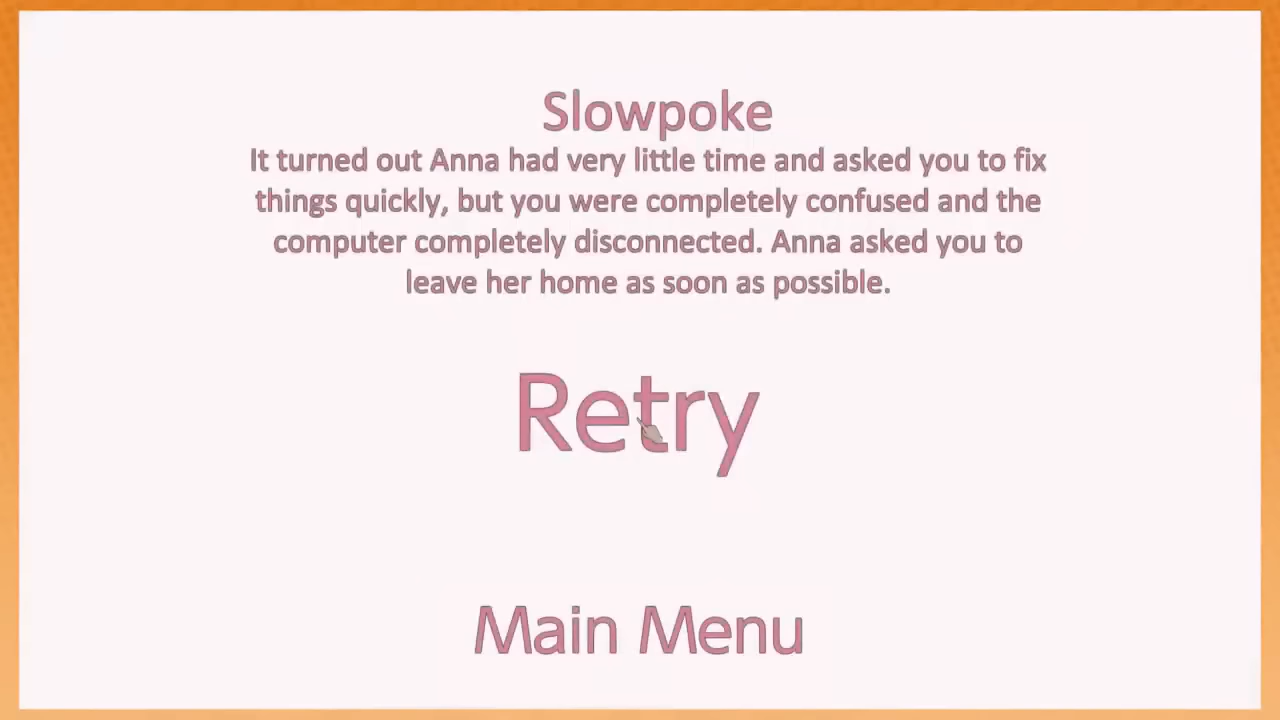 Slowpoke
It turned out Anna had very little time and asked you to fix
things quickly, but you were completely confused and the
computer completely disconnected. Anna asked you to
leave her home as soon as possible.
Retry
Main Menu